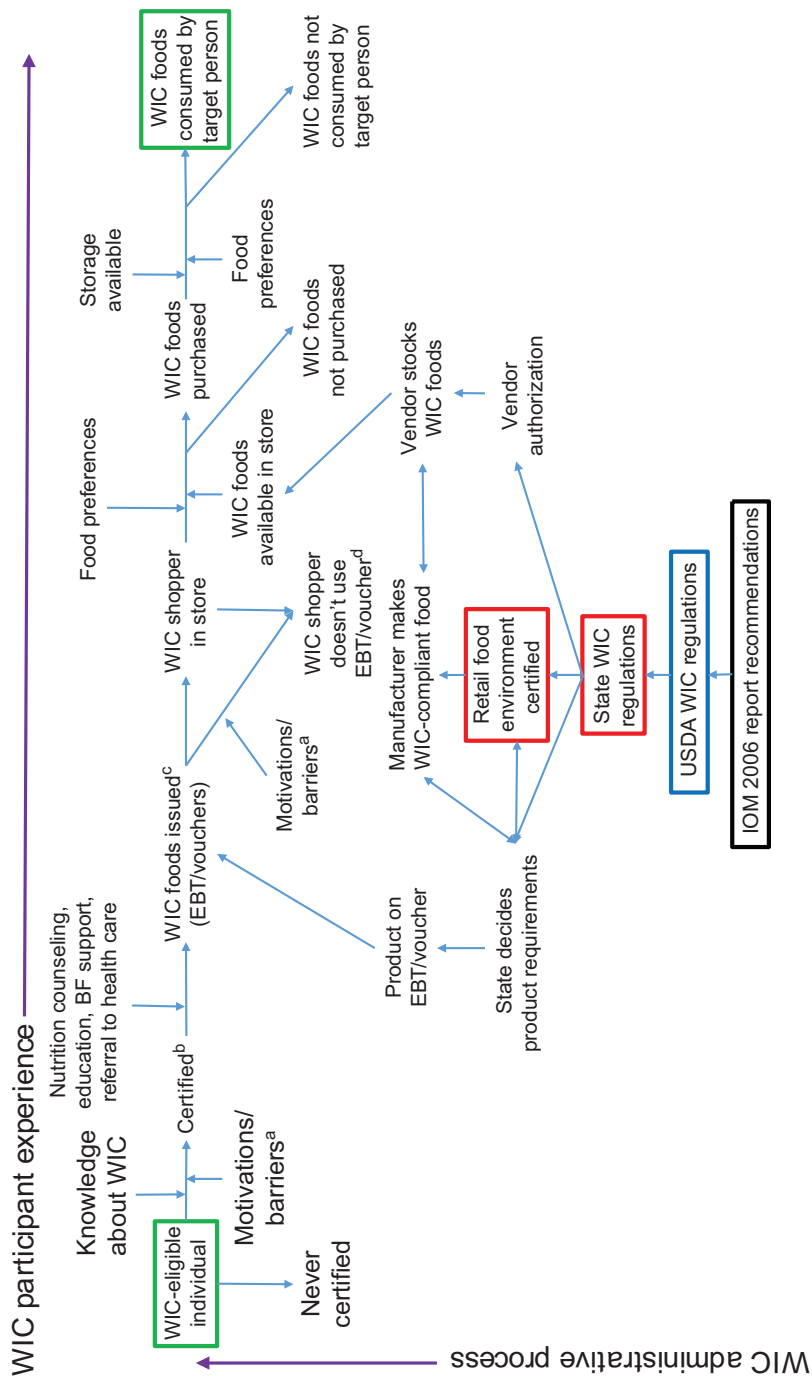 WIC participant experience
Nutrition counseling,
education, BF support,
referral to health care
Knowledge
about WIC
WIC-eligible
individual
Motivations/
barriersa
Never
certified
Certifiedb
WIC foods issuedc
(EBT/vouchers)
Motivations/
barriersa
WIC shopper
in store
WIC shopper
doesn't use
EBT/voucherd
Food preferences
WIC foods
available in store
WIC foods
purchased
WIC foods
not purchased
Storage
available
Food
preferences
WIC foods
consumed by
target person
WIC foods not
consumed by
target person
Product on
EBT/voucher
State decides
product requirements
Manufacturer makes
WIC-compliant food
Vendor stocks
WIC foods
Retail food
environment
certified
Vendor
authorization
State WIC
regulations
USDA WIC regulations
IOM 2006 report recommendations
WIC administrative process